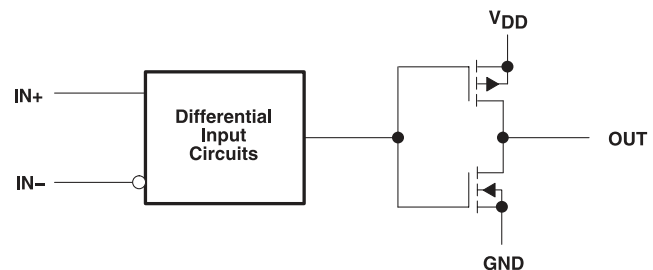 VDD
IN+
Differential
Input
Circuits
OUT
IN–
GND